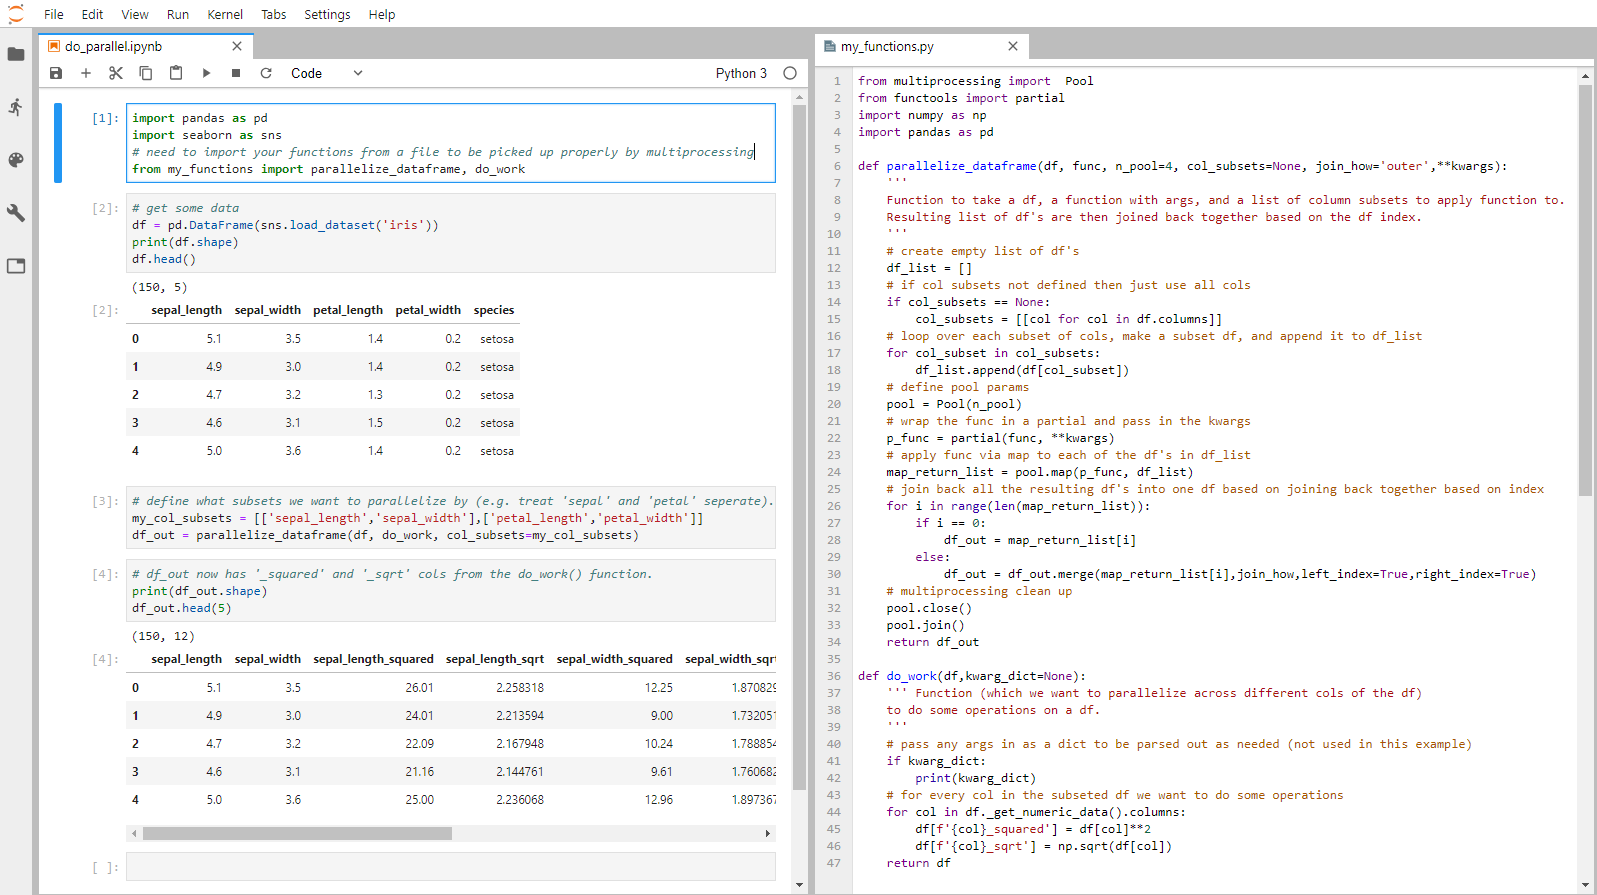 File Edit View Run Kernel Tabs Settings Help
do_parallel.ipynb
Code
Python 3
[1]:
import pandas as pd
import seaborn as sns
# need to import your functions from a file to be picked up properly by multiprocessing
from my_functions import parallelize_dataframe, do_work
[2]:
# get some data
df = pd.DataFrame(sns.load_dataset('iris'))
print(df.shape)
df.head()
(150, 5)
[2]:
sepal_length sepal_width petal_length petal_width species
0 5.1 3.5 1.4 0.2 setosa
1 4.9 3.0 1.4 0.2 setosa
2 4.7 3.2 1.3 0.2 setosa
3 4.6 3.1 1.5 0.2 setosa
4 5.0 3.6 1.4 0.2 setosa
[3]:
# define what subsets we want to parallelize by (e.g. treat 'sepal' and 'petal' seperate).
my_col_subsets = [['sepal_length','sepal_width'],['petal_length','petal_width']]
df_out = parallelize_dataframe(df, do_work, col_subsets=my_col_subsets)
[4]:
# df_out now has '_squared' and '_sqrt' cols from the do_work() function.
print(df_out.shape)
df_out.head(5)
(150, 12)
[4]:
sepal_length sepal_width sepal_length_squared sepal_length_sqrt sepal_width_squared sepal_width_sqrt
0 5.1 3.5 26.01 2.258318 12.25 1.870829
1 4.9 3.0 24.01 2.213594 9.00 1.732051
2 4.7 3.2 22.09 2.167948 10.24 1.788854
3 4.6 3.1 21.16 2.144761 9.61 1.760682
4 5.0 3.6 25.00 2.236068 12.96 1.897367
[ ]:
my_functions.py
1 from multiprocessing import  Pool
2 from functools import partial
3 import numpy as np
4 import pandas as pd
5
6 def parallelize_dataframe(df, func, n_pool=4, col_subsets=None, join_how='outer',**kwargs):
7     '''
8     Function to take a df, a function with args, and a list of column subsets to apply function to.
9     Resulting list of df's are then joined back together based on the df index.
10     '''
11     # create empty list of df's
12     df_list = []
13     # if col subsets not defined then just use all cols
14     if col_subsets == None:
15         col_subsets = [[col for col in df.columns]]
16     # loop over each subset of cols, make a subset df, and append it to df_list
17     for col_subset in col_subsets:
18         df_list.append(df[col_subset])
19     # define pool params
20     pool = Pool(n_pool)
21     # wrap the func in a partial and pass in the kwargs
22     p_func = partial(func, **kwargs)
23     # apply func via map to each of the df's in df_list
24     map_return_list = pool.map(p_func, df_list)
25     # join back all the resulting df's into one df based on joining back together based on index
26     for i in range(len(map_return_list)):
27         if i == 0:
28             df_out = map_return_list[i]
29         else:
30             df_out = df_out.merge(map_return_list[i],join_how,left_index=True,right_index=True)
31     # multiprocessing clean up
32     pool.close()
33     pool.join()
34     return df_out
35
36 def do_work(df,kwarg_dict=None):
37     ''' Function (which we want to parallelize across different cols of the df)
38     to do some operations on a df.
39     '''
40     # pass any args in as a dict to be parsed out as needed (not used in this example)
41     if kwarg_dict:
42         print(kwarg_dict)
43     # for every col in the subseted df we want to do some operations
44     for col in df._get_numeric_data().columns:
45         df[f'{col}_squared'] = df[col]**2
46         df[f'{col}_sqrt'] = np.sqrt(df[col])
47     return df